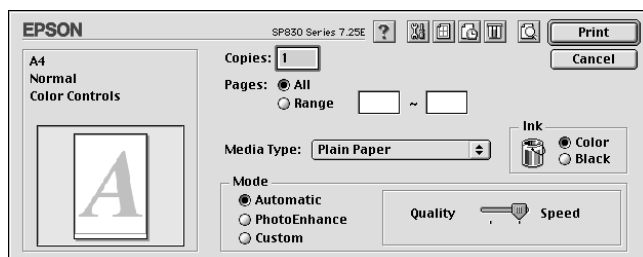 EPSON
SP830 Series 7.25E
?
Print
Cancel
A4
Normal
Color Controls
A
Copies: 1
Pages: All
Range ~
Media Type: Plain Paper
Ink
Color
Black
Mode
Automatic
PhotoEnhance
Custom
Quality Speed